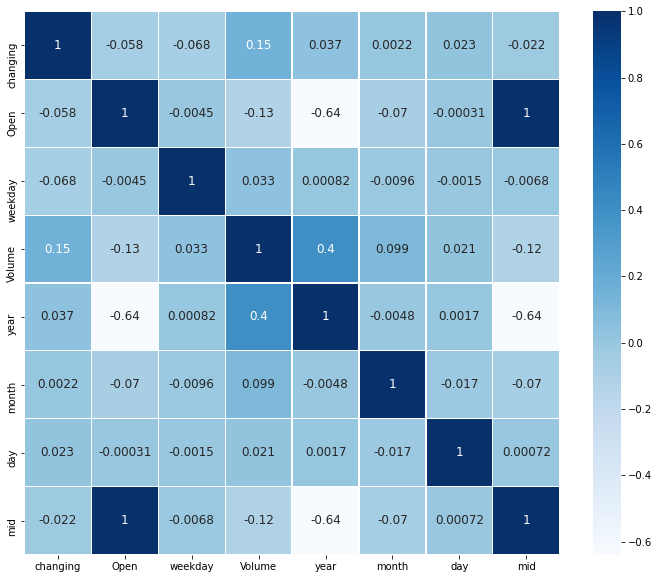 changing 1 -0.058 -0.068 0.15 0.037 0.0022 0.023 -0.022
Open -0.058 1 -0.0045 -0.13 -0.64 -0.07 -0.00031 1
weekday -0.068 -0.0045 1 0.033 0.00082 -0.0096 -0.0015 -0.0068
Volume 0.15 -0.13 0.033 1 0.4 0.099 0.021 -0.12
year 0.037 -0.64 0.00082 0.4 1 -0.0048 0.0017 -0.64
month 0.0022 -0.07 -0.0096 0.099 -0.0048 1 -0.017 -0.07
day 0.023 -0.00031 -0.0015 0.021 0.0017 -0.017 1 0.00072
mid -0.022 1 -0.0068 -0.12 -0.64 -0.07 0.00072 1
changing Open weekday Volume year month day mid
1.0
0.8
0.6
0.4
0.2
0.0
−0.2
−0.4
−0.6